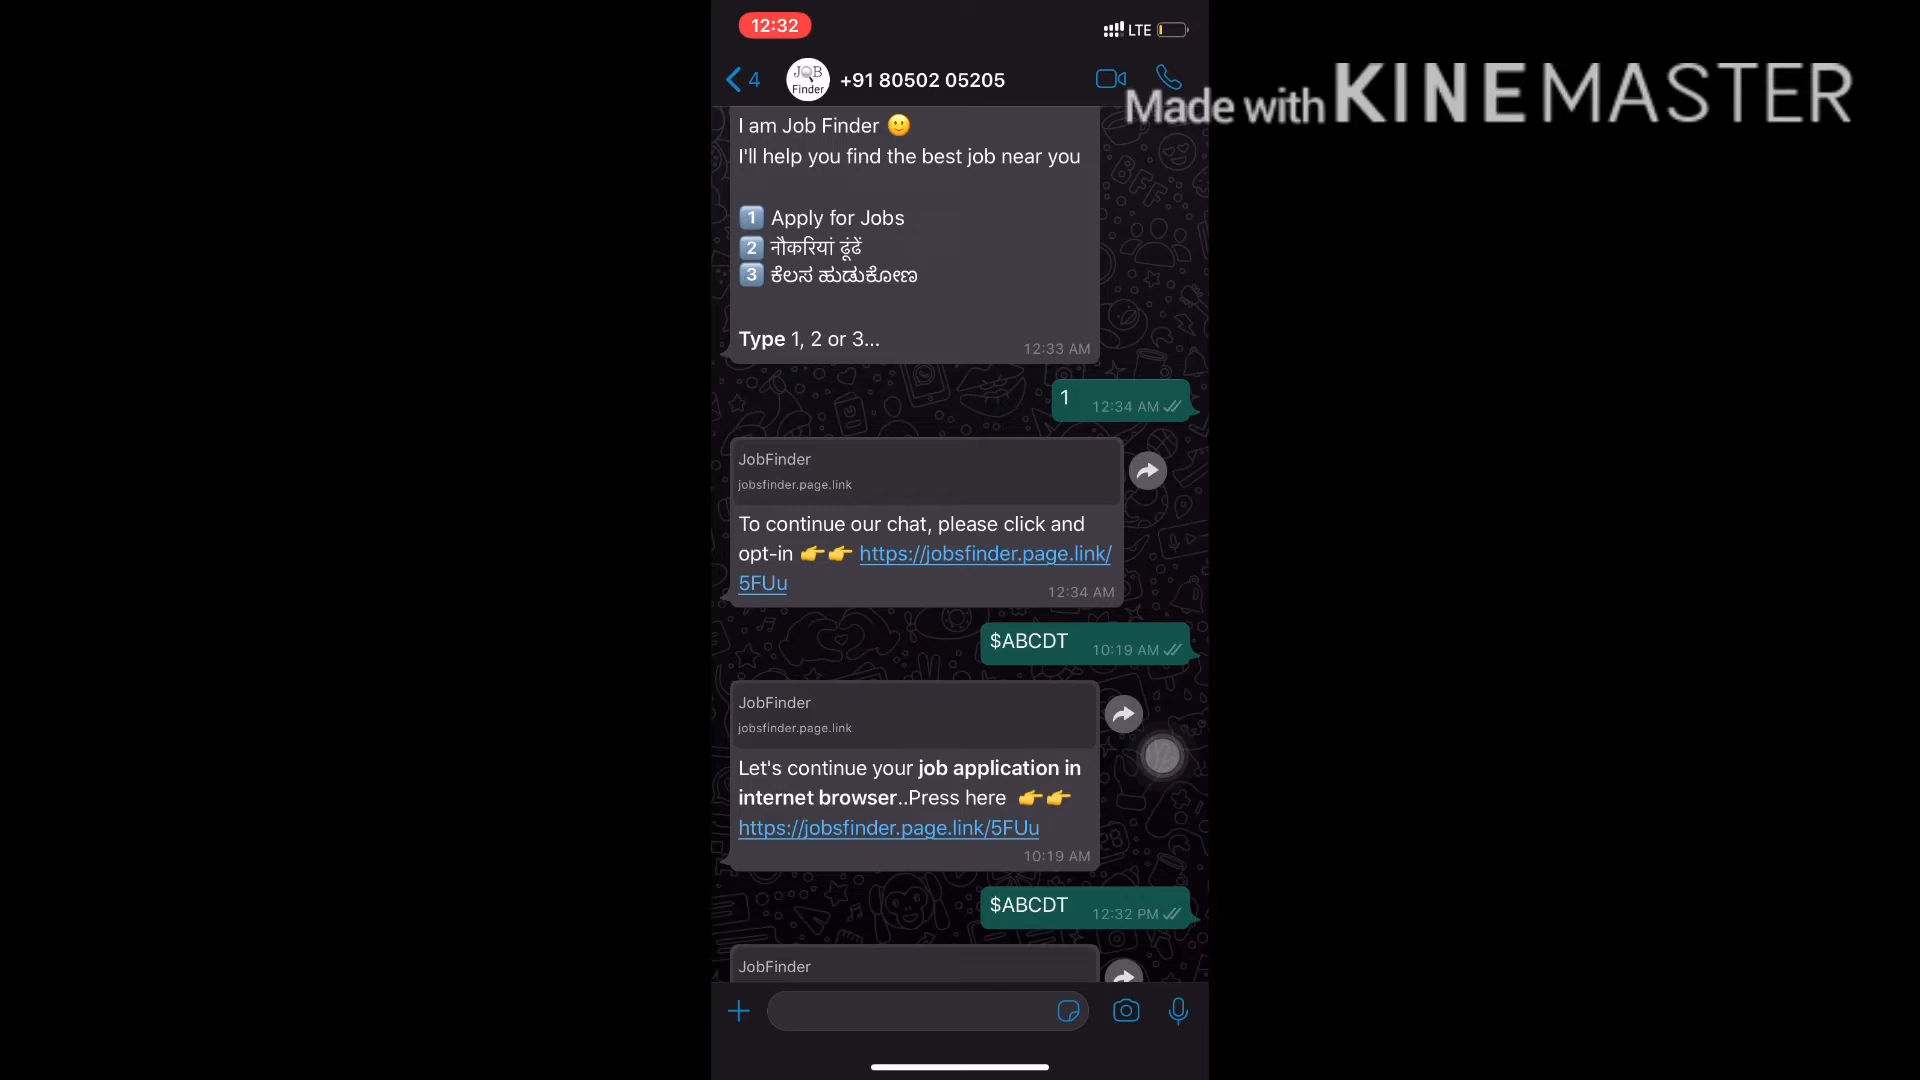 12:32
LTE
4
JOB
Finder
+91 80502 05205
Made with KINEMASTER
I am Job Finder 🙂
I'll help you find the best job near you
1️⃣ Apply for Jobs
2️⃣ नौकरियां ढूंढें
3️⃣ ಕೆಲಸ ಹುಡುಕೋಣ
Type 1, 2 or 3...
12:33 AM
1
12:34 AM
JobFinder
jobsfinder.page.link
To continue our chat, please click and
opt-in 👉👉 https://jobsfinder.page.link/
5FUu
12:34 AM
$ABCDT
10:19 AM
JobFinder
jobsfinder.page.link
Let's continue your job application in
internet browser..Press here 👉👉
https://jobsfinder.page.link/5FUu
10:19 AM
$ABCDT
12:32 PM
JobFinder